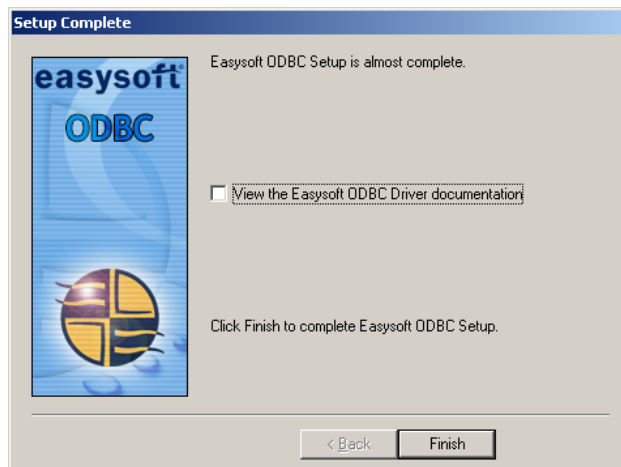 Setup Complete
easysoft
ODBC
Easysoft ODBC Setup is almost complete.
View the Easysoft ODBC Driver documentation
Click Finish to complete Easysoft ODBC Setup.
< Back
Finish